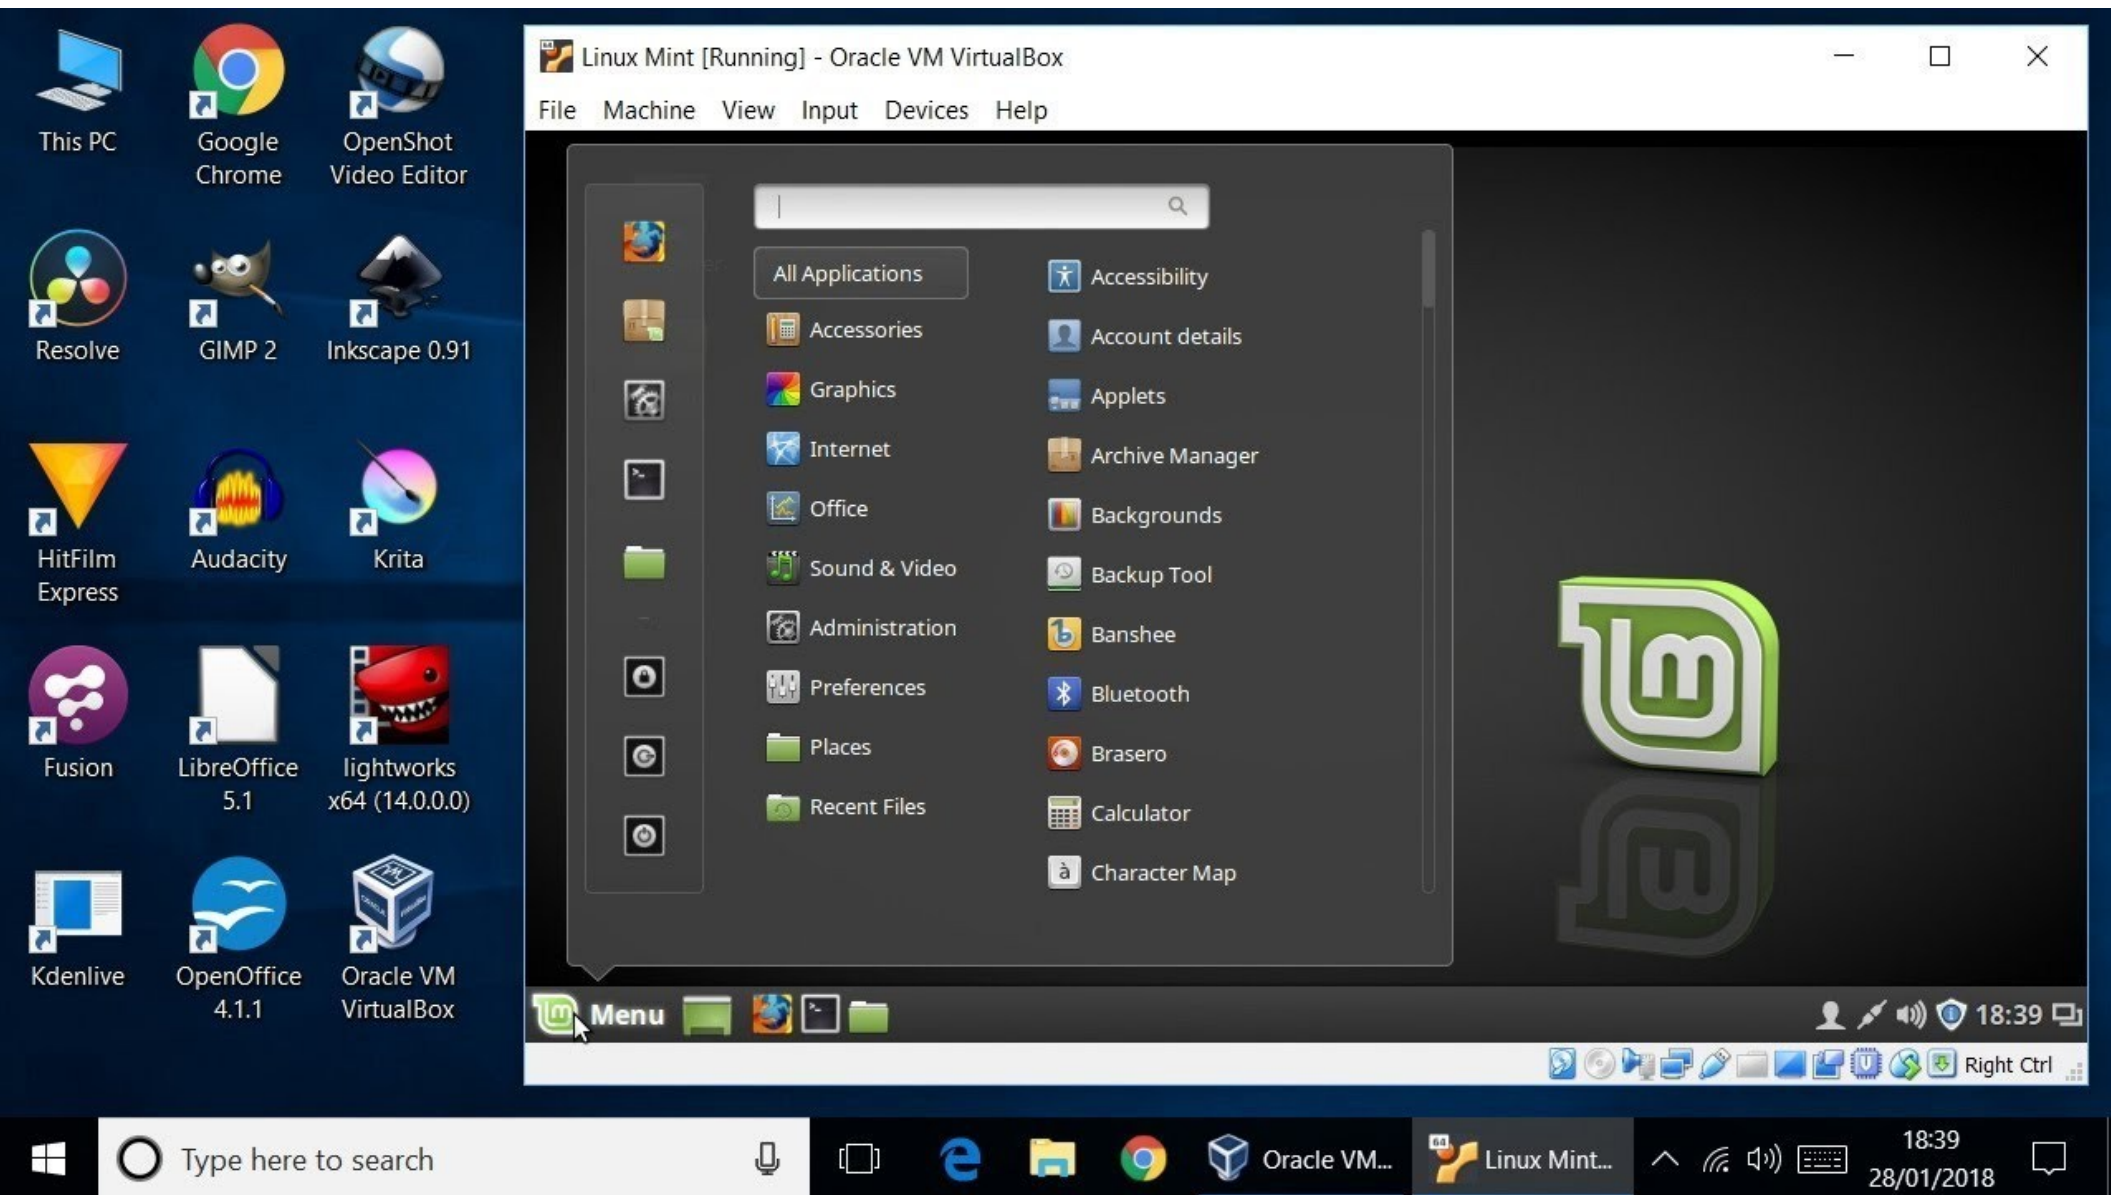 This PC
Google
Chrome
OpenShot
Video Editor
Resolve
GIMP 2
Inkscape 0.91
HitFilm
Express
Audacity
Krita
Fusion
LibreOffice
5.1
lightworks
x64 (14.0.0.0)
Kdenlive
OpenOffice
4.1.1
Oracle VM
VirtualBox
Linux Mint [Running] - Oracle VM VirtualBox
File Machine View Input Devices Help
All Applications
Accessories
Graphics
Internet
Office
Sound & Video
Administration
Preferences
Places
Recent Files
Accessibility
Account details
Applets
Archive Manager
Backgrounds
Backup Tool
Banshee
Bluetooth
Brasero
Calculator
Character Map
Menu
18:39
Right Ctrl
Type here to search
Oracle VM...
64
Linux Mint...
18:39
28/01/2018